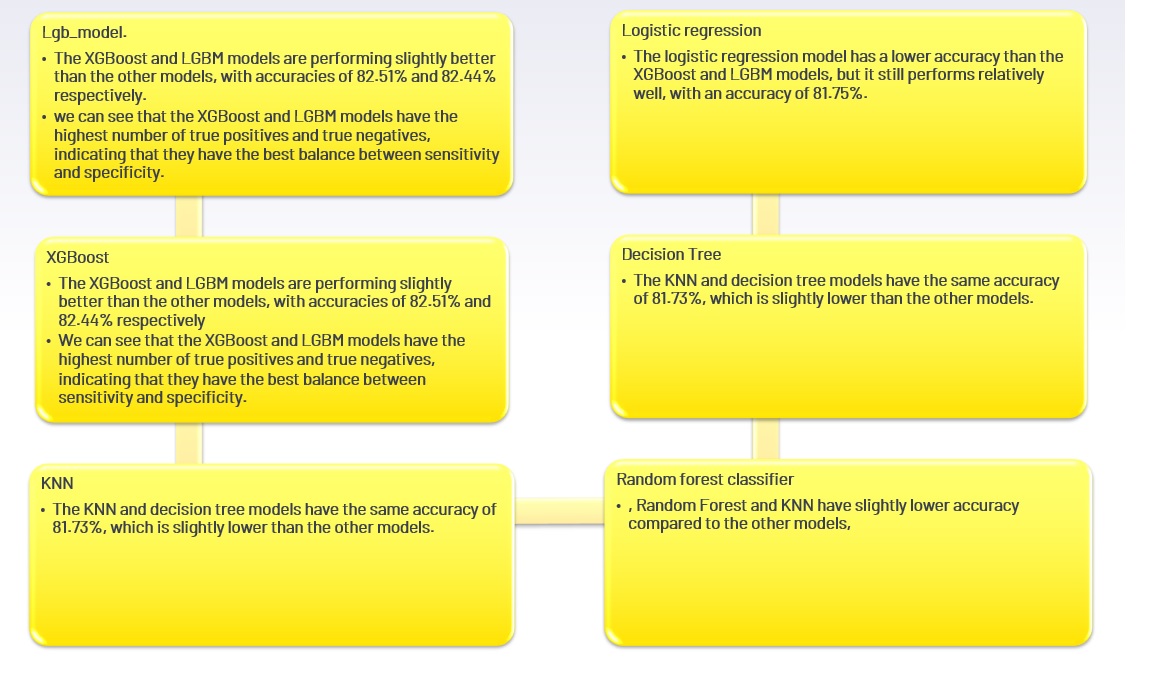 Lgb_model.
• The XGBoost and LGBM models are performing slightly better
than the other models, with accuracies of 82.51% and 82.44%
respectively.
• we can see that the XGBoost and LGBM models have the
highest number of true positives and true negatives,
indicating that they have the best balance between sensitivity
and specificity.
XGBoost
• The XGBoost and LGBM models are performing slightly
better than the other models, with accuracies of 82.51% and
82.44% respectively
• We can see that the XGBoost and LGBM models have the
highest number of true positives and true negatives,
indicating that they have the best balance between
sensitivity and specificity.
KNN
• The KNN and decision tree models have the same accuracy of
81.73%, which is slightly lower than the other models.
Random forest classifier
• , Random Forest and KNN have slightly lower accuracy
compared to the other models,
Decision Tree
• The KNN and decision tree models have the same accuracy
of 81.73%, which is slightly lower than the other models.
Logistic regression
• The logistic regression model has a lower accuracy than the
XGBoost and LGBM models, but it still performs relatively
well, with an accuracy of 81.75%.